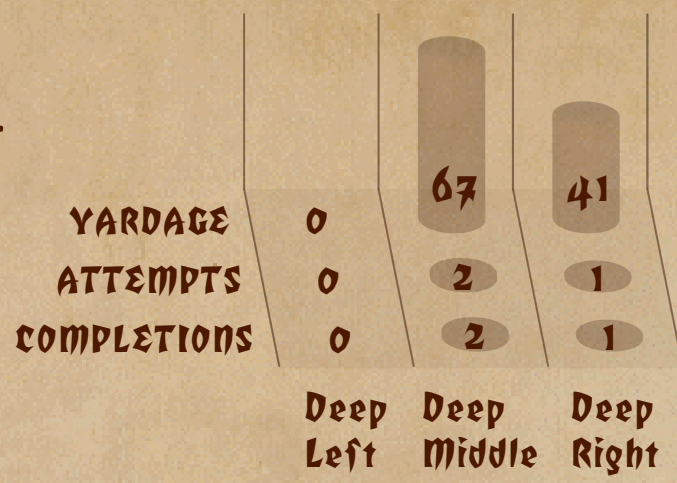 67 41
YARDAGE 0
ATTEMPTS 0 2 1
COMPLETIONS 0 2 1
Deep Deep Deep
Left Middle Right